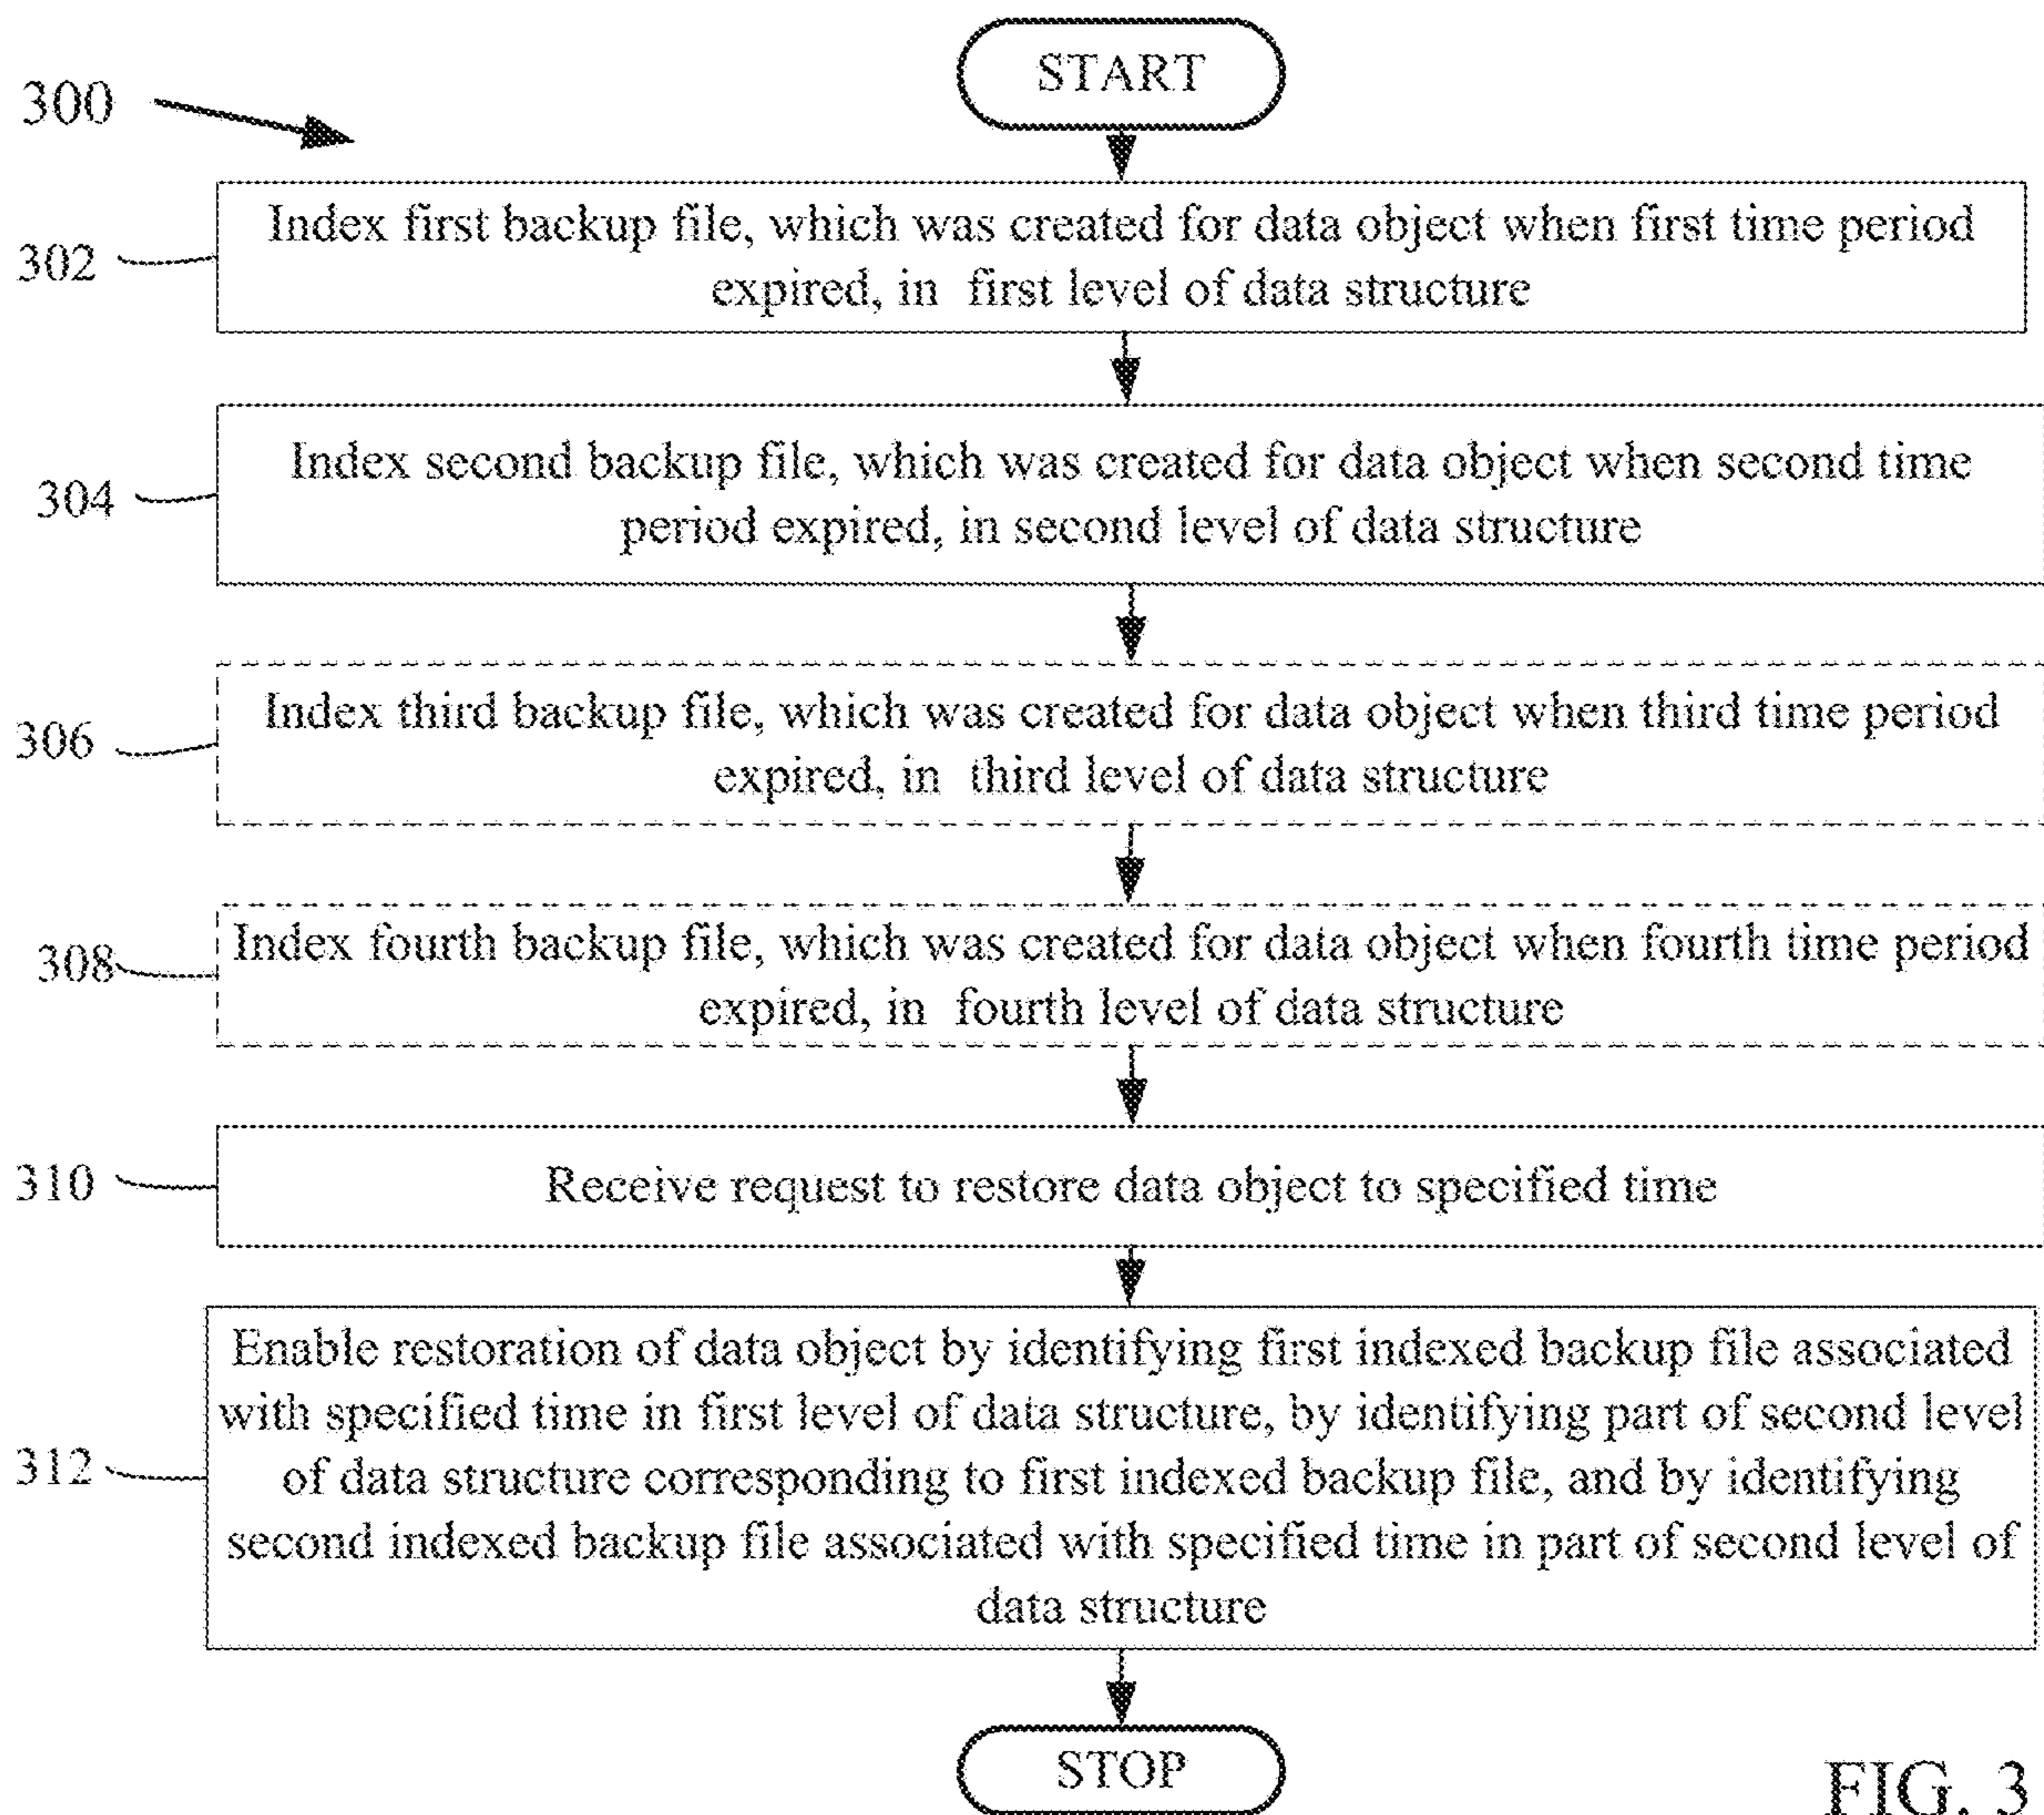 START
300
302
Index first backup file, which was created for data object when first time period
expired, in first level of data structure
304
Index second backup file, which was created for data object when second time
period expired, in second level of data structure
306
Index third backup file, which was created for data object when third time period
expired, in third level of data structure
308
Index fourth backup file, which was created for data object when fourth time period
expired, in fourth level of data structure
310
Receive request to restore data object to specified time
312
Enable restoration of data object by identifying first indexed backup file associated
with specified time in first level of data structure, by identifying part of second level
of data structure corresponding to first indexed backup file, and by identifying
second indexed backup file associated with specified time in part of second level of
data structure
STOP
FIG. 3